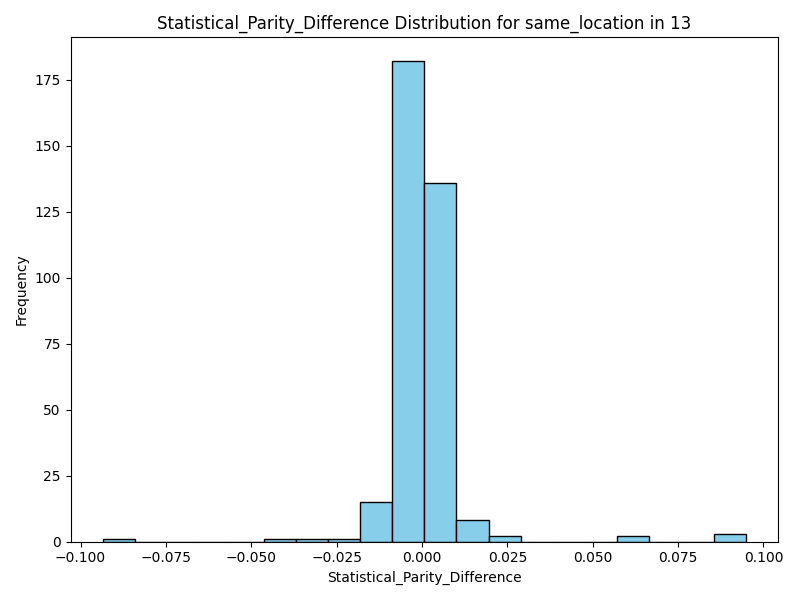 Statistical_Parity_Difference Distribution for same_location in 13
Frequency
175
150
125
100
75
50
25
0
−0.100 −0.075 −0.050 −0.025 0.000 0.025 0.050 0.075 0.100
Statistical_Parity_Difference